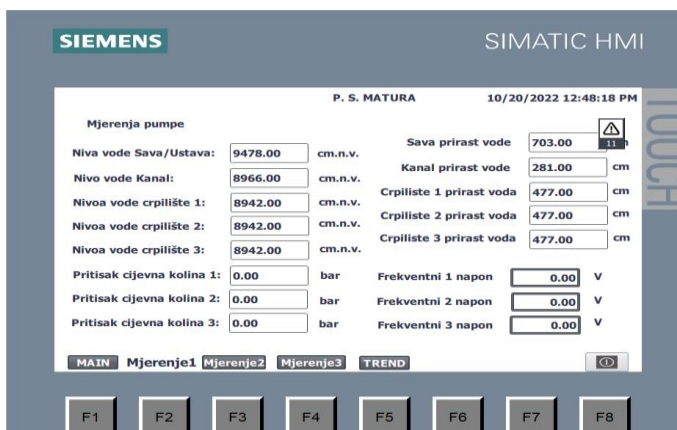 SIEMENS
SIMATIC HMI
TOUCH
P. S. MATURA
10/20/2022 12:48:18 PM
Mjerenja pumpe
11
Niva vode Sava/Ustava: 9478.00 cm.n.v.
Sava prirast vode 703.00
Nivo vode Kanal: 8966.00 cm.n.v.
Kanal prirast vode 281.00 cm
Nivoa vode crpilište 1: 8942.00 cm.n.v.
Crpiliste 1 prirast voda 477.00 cm
Nivoa vode crpilište 2: 8942.00 cm.n.v.
Crpiliste 2 prirast voda 477.00 cm
Nivoa vode crpilište 3: 8942.00 cm.n.v.
Crpiliste 3 prirast voda 477.00 cm
Pritisak cijevna kolina 1: 0.00 bar
Frekventni 1 napon 0.00 V
Pritisak cijevna kolina 2: 0.00 bar
Frekventni 2 napon 0.00 V
Pritisak cijevna kolina 3: 0.00 bar
Frekventni 3 napon 0.00 V
MAIN Mjerenje1 Mjerenje2 Mjerenje3 TREND
F1 F2 F3 F4 F5 F6 F7 F8